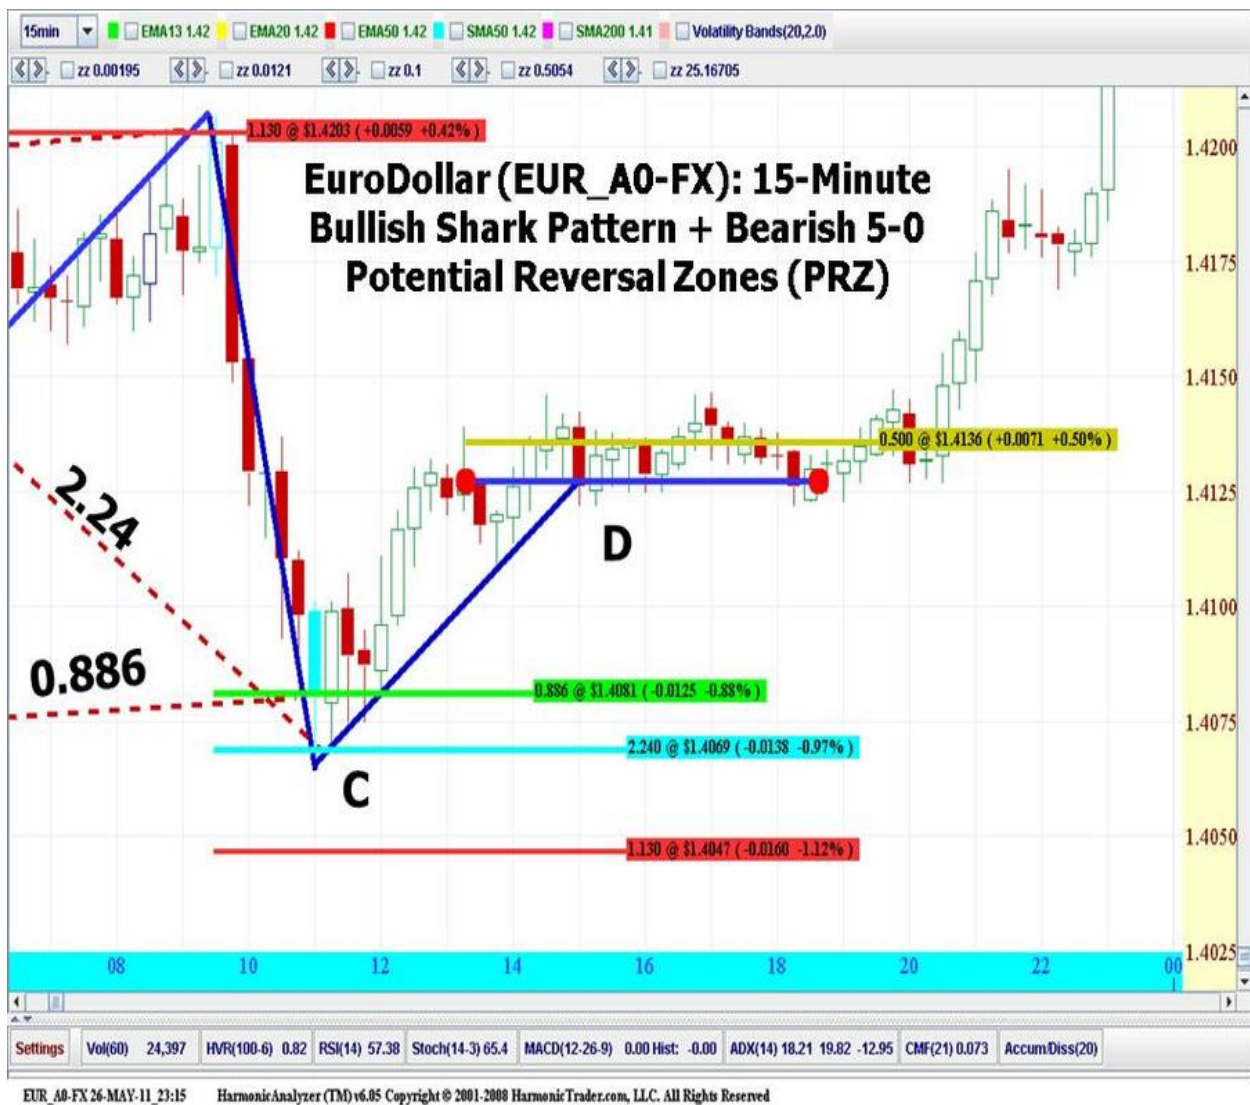 15min EMA13 1.42 EMA20 1.42 EMA50 1.42 SMA50 1.42 SMA200 1.41 Volatility Bands(20,2.0)
zz 0.00195 zz 0.0121 zz 0.1 zz 0.5054 zz 25.16705
1.130 @ $1.4203 ( +0.0059 +0.42% )
1.4200
EuroDollar (EUR_A0-FX): 15-Minute
Bullish Shark Pattern + Bearish 5-0
Potential Reversal Zones (PRZ)
1.4175
1.4150
0.500 @ $1.4136 ( +0.0071 +0.50% )
1.4125
2.24
D
1.4100
0.886
0.886 @ $1.4081 ( -0.0125 -0.88% )
1.4075
2.240 @ $1.4069 ( -0.0138 -0.97% )
C
1.4050
1.130 @ $1.4047 ( -0.0160 -1.12% )
1.4025
08 10 12 14 16 18 20 22 00
Settings Vol(60) 24,397 HVR(100-6) 0.82 RSI(14) 57.38 Stoch(14-3) 65.4 MACD(12-26-9) 0.00 Hist: -0.00 ADX(14) 18.21 19.82 -12.95 CMF(21) 0.073 Accum/Dis(20)
EUR_A0-FX 26-MAY-11_23:15 HarmonicAnalyzer (TM) v6.05 Copyright © 2001-2008 HarmonicTrader.com, LLC. All Rights Reserved